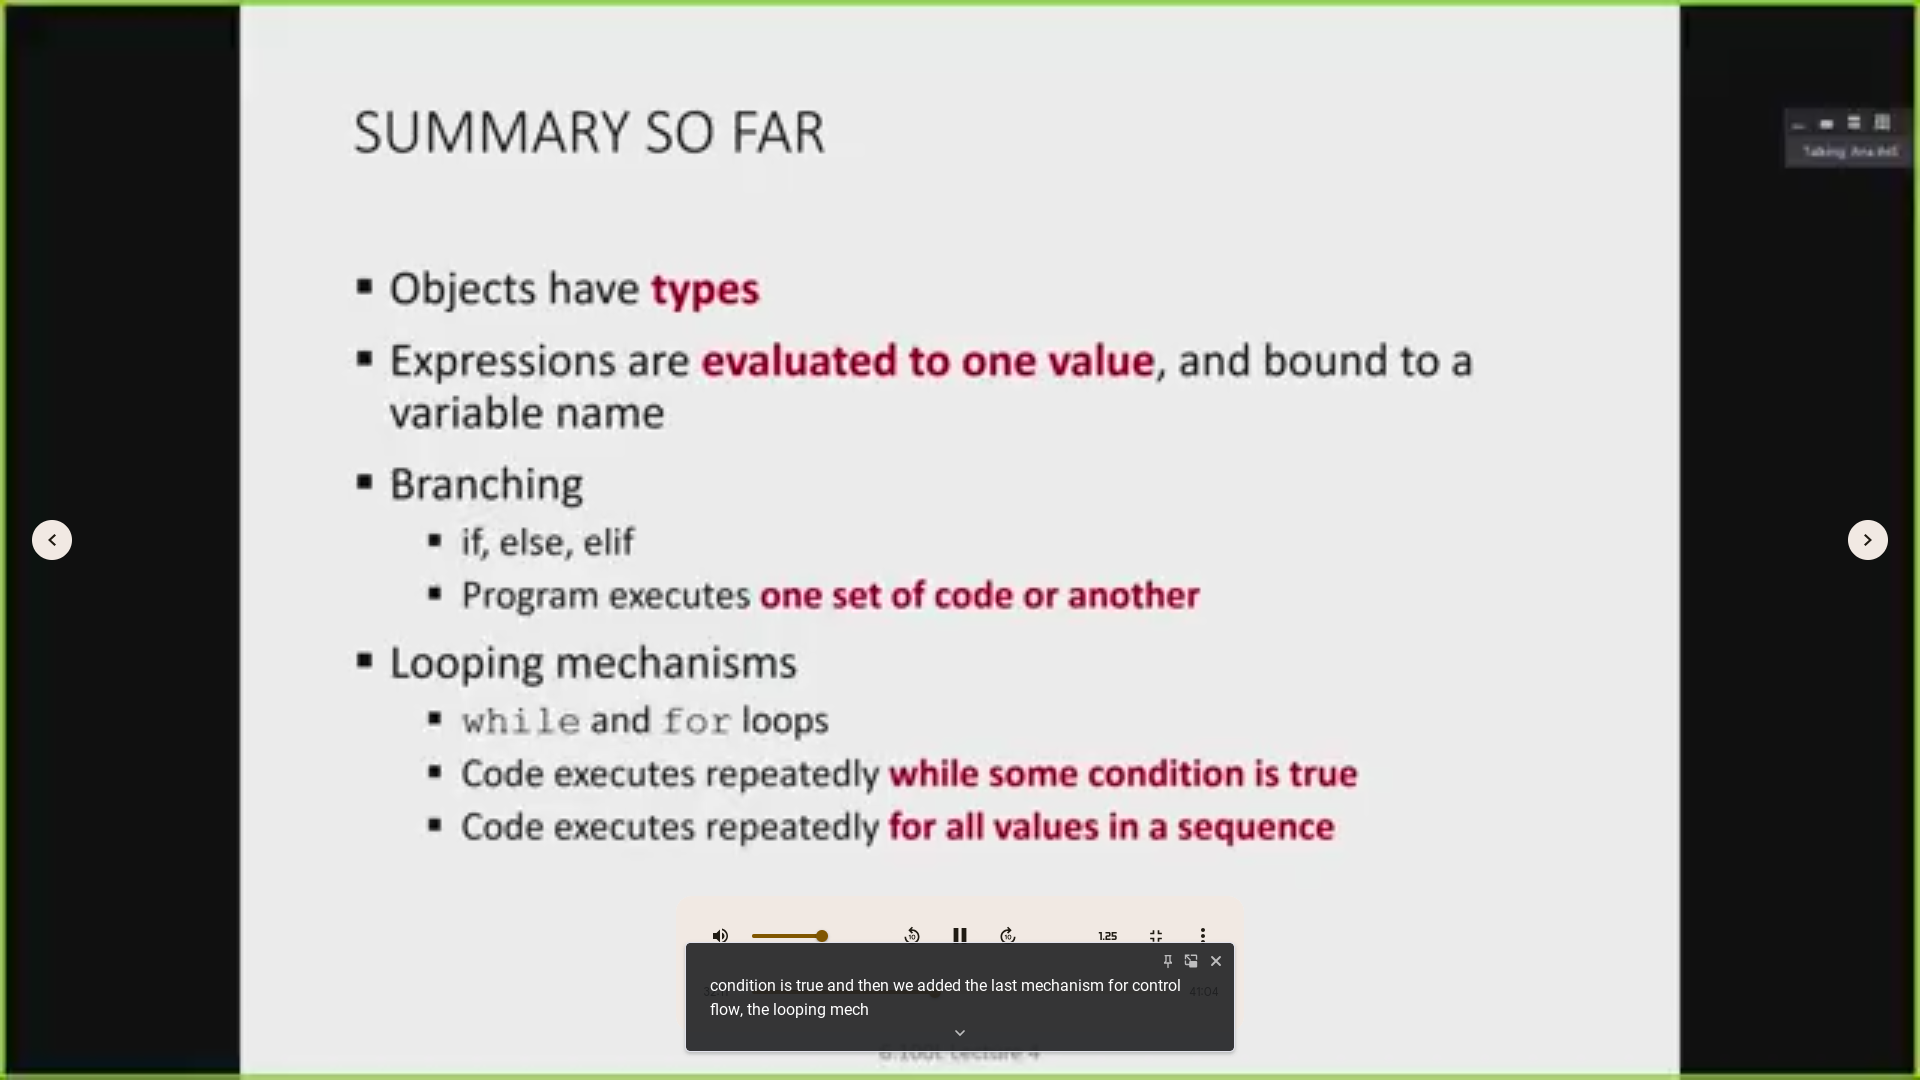 SUMMARY SO FAR
▪ Objects have types
▪ Expressions are evaluated to one value, and bound to a
variable name
▪ Branching
▪ if, else, elif
▪ Program executes one set of code or another
▪ Looping mechanisms
▪ while and for loops
▪ Code executes repeatedly while some condition is true
▪ Code executes repeatedly for all values in a sequence
1.25
condition is true and then we added the last mechanism for control
flow, the looping mech
41:04
Lecture 4